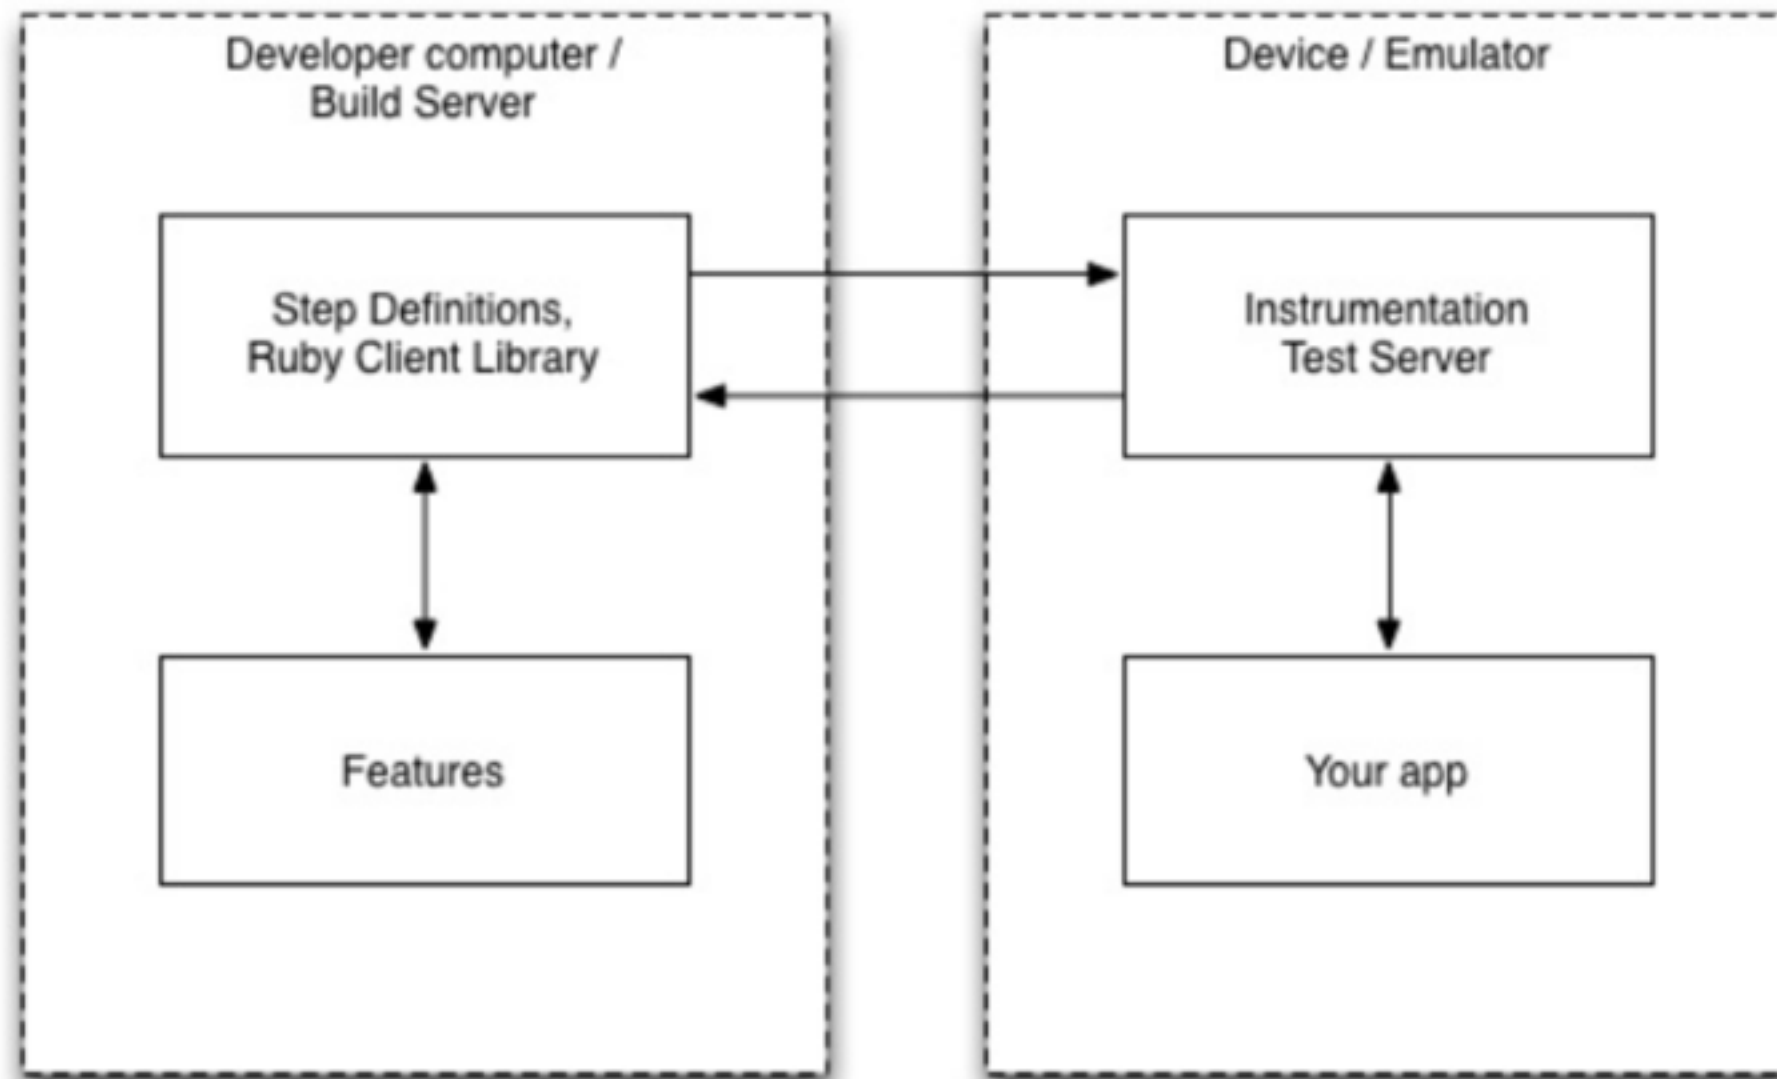 Developer computer /
Build Server
Step Definitions,
Ruby Client Library
Features
Device / Emulator
Instrumentation
Test Server
Your app